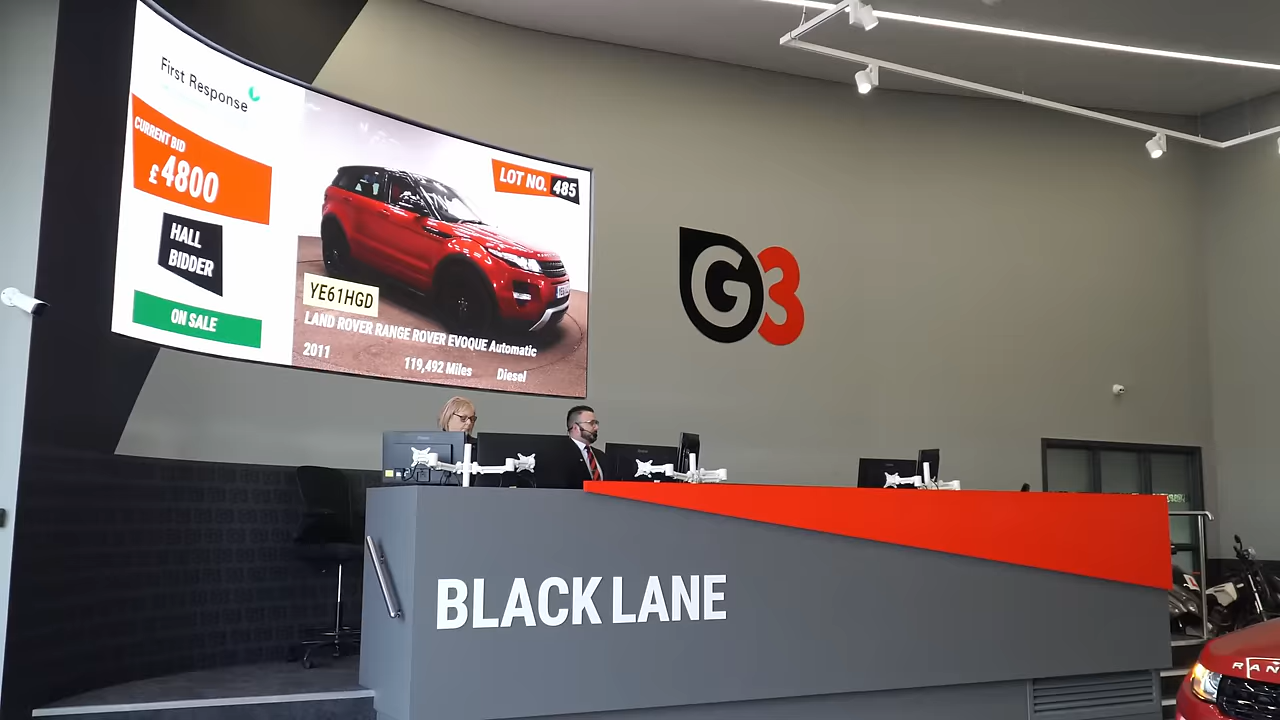 First Response
CURRENT BID
£4800
HALL
BIDDER
ON SALE
LOT NO. 485
YE61HGD
LAND ROVER RANGE ROVER EVOQUE Automatic
2011
119,492 Miles
Diesel
G3
BLACK LANE
RAN